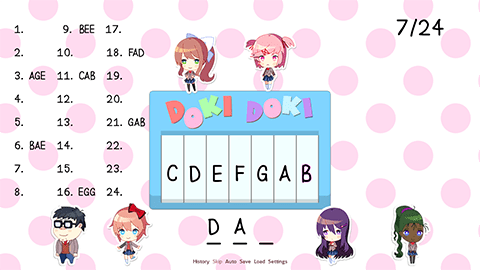 1. 9. BEE 17.
2. 10. 18. FAD
3. AGE 11. CAB 19.
4. 12. 20.
5. 13. 21. GAB
6. BAE 14. 22.
7. 15. 23.
8. 16. EGG 24.
7/24
DOKI DOKI
C D E F G A B
D A _
History Skip Auto Save Load Settings